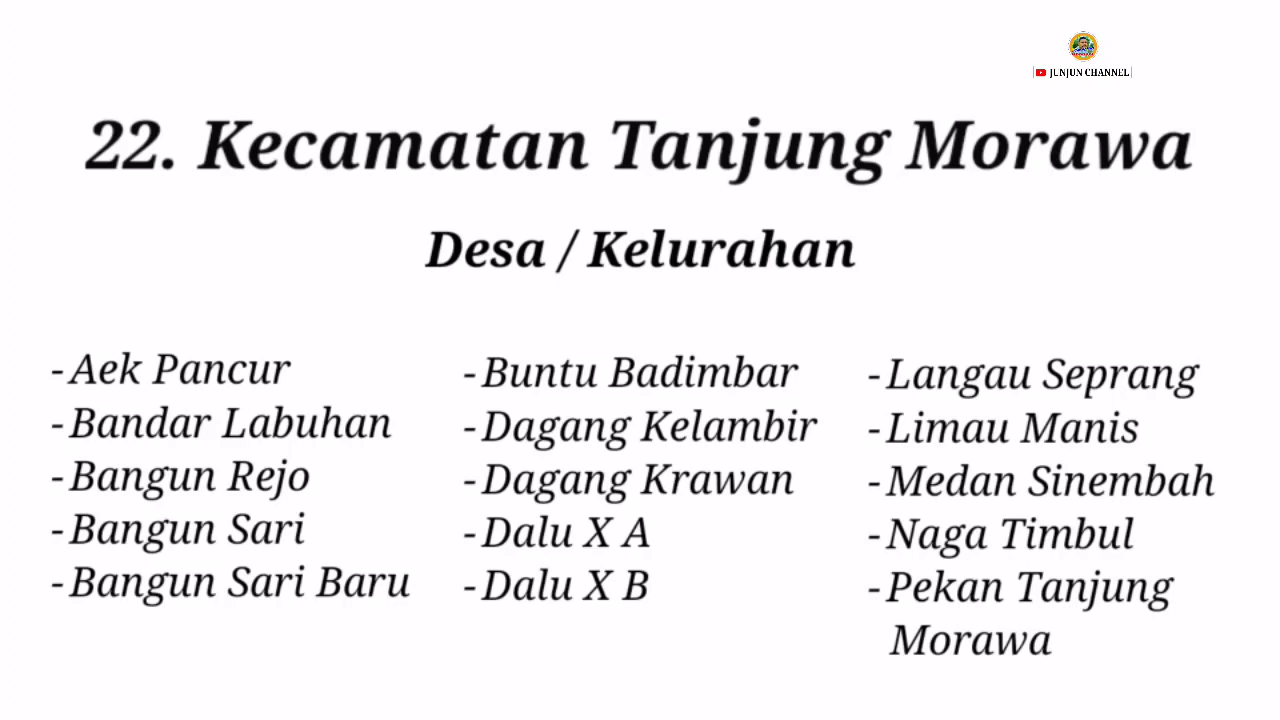 JUNJUN CHANNEL
22. Kecamatan Tanjung Morawa
Desa / Kelurahan
-Aek Pancur
-Bandar Labuhan
-Bangun Rejo
-Bangun Sari
-Bangun Sari Baru
-Buntu Badimbar
-Dagang Kelambir
-Dagang Krawan
-Dalu X A
-Dalu X B
-Langau Seprang
-Limau Manis
-Medan Sinembah
-Naga Timbul
-Pekan Tanjung
Morawa